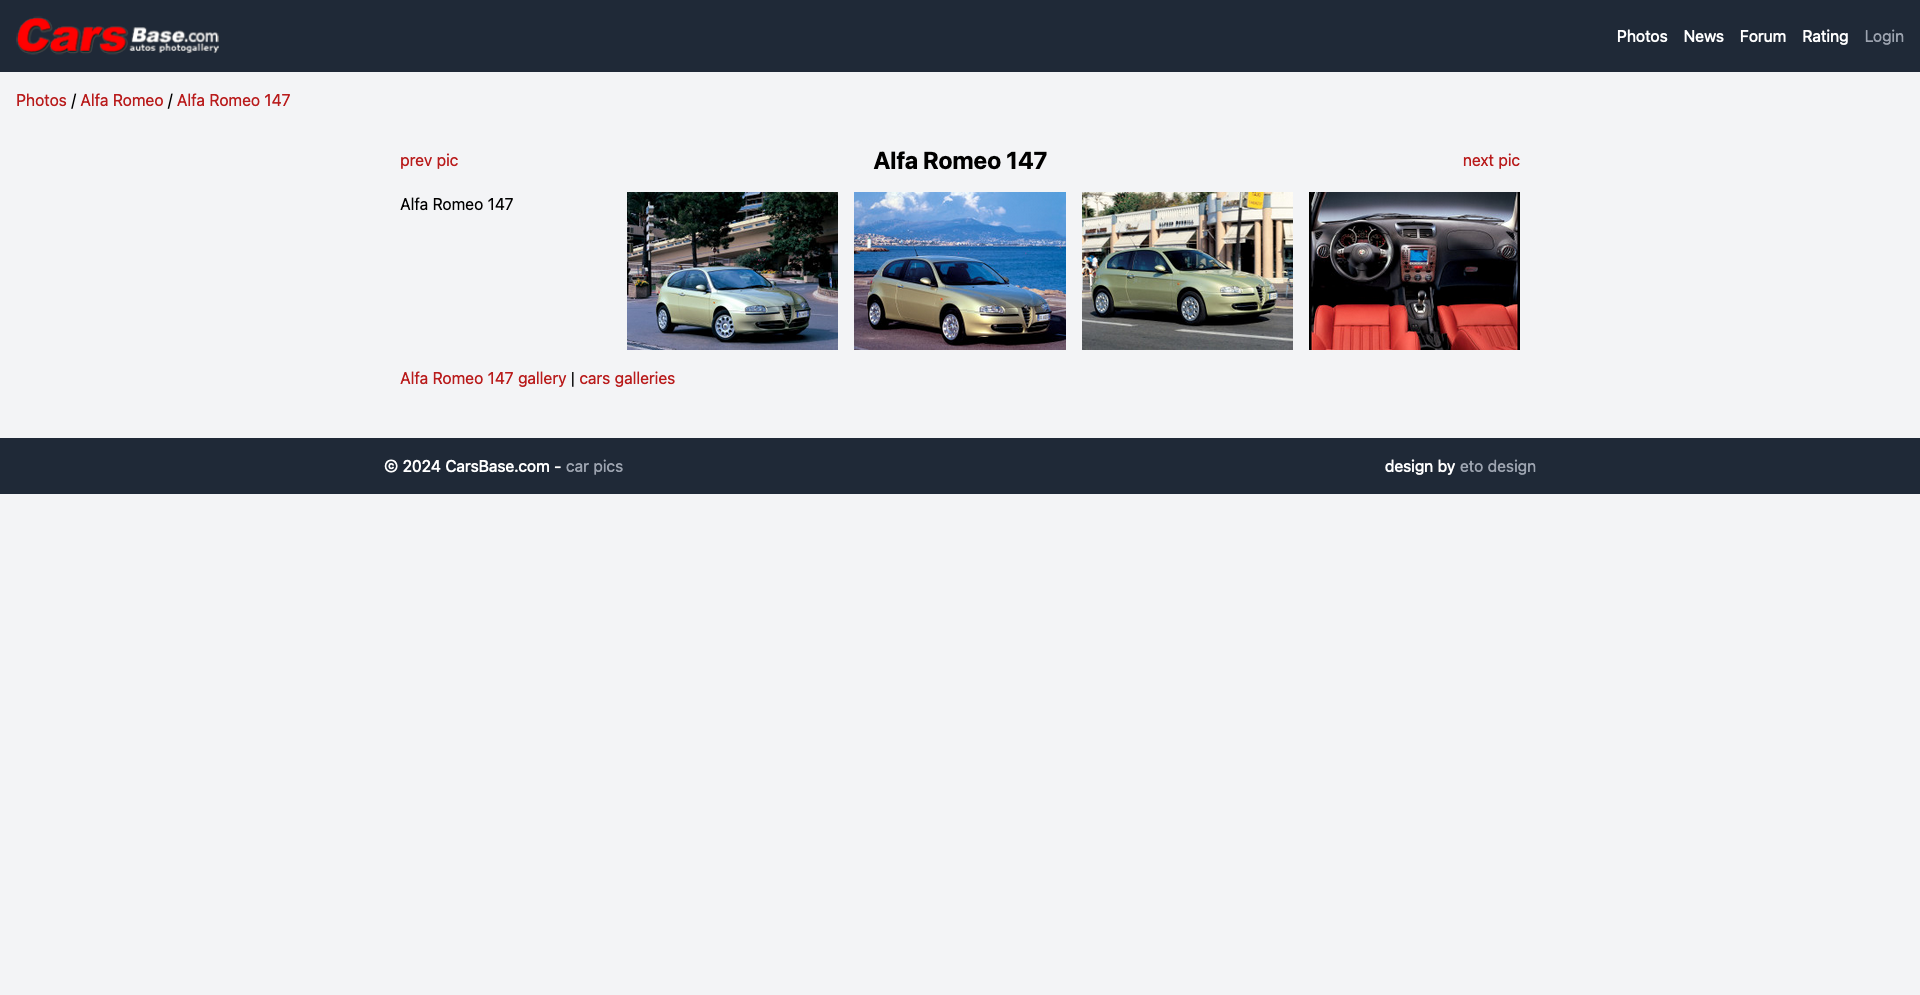 Cars Base.com
autos photogallery
Photos News Forum Rating Login
Photos / Alfa Romeo / Alfa Romeo 147
prev pic
Alfa Romeo 147
next pic
Alfa Romeo 147
Alfa Romeo 147 gallery | cars galleries
© 2024 CarsBase.com - car pics
design by eto design